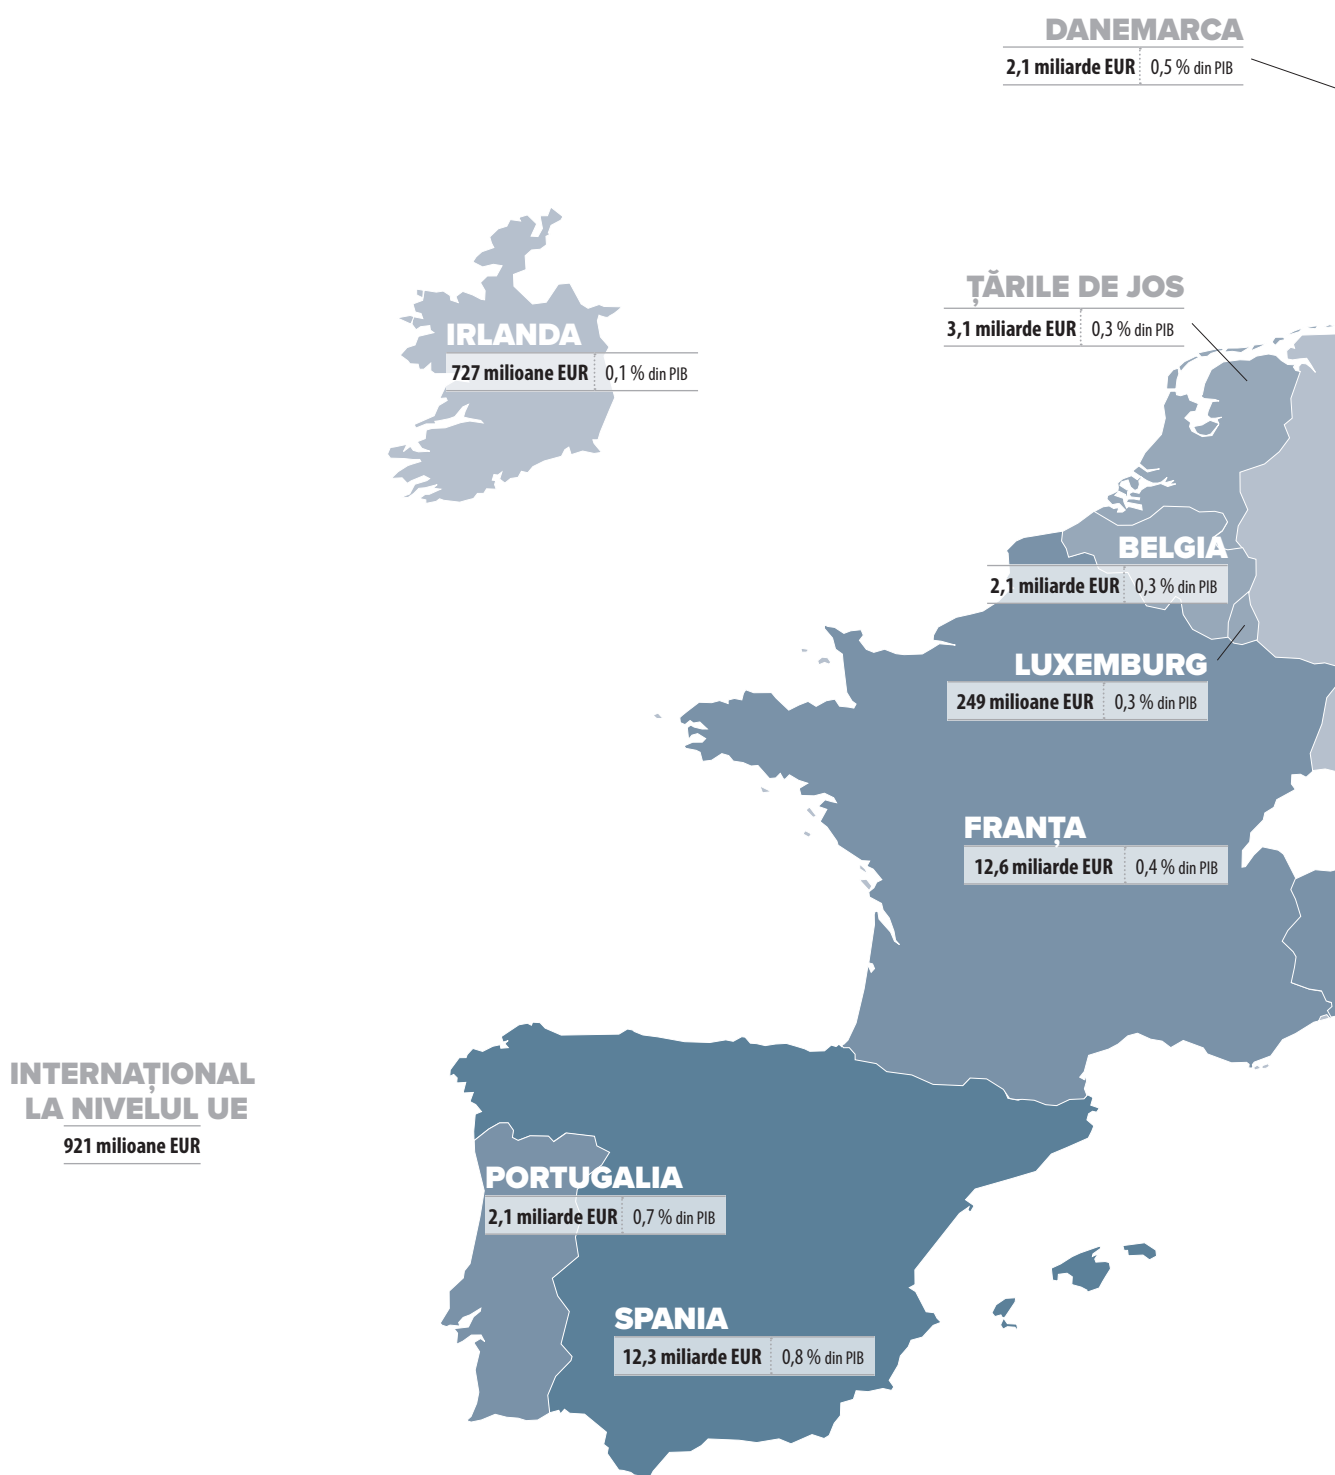 DANEMARCA
2,1 miliarde EUR 0,5 % din PIB
ȚĂRILE DE JOS
3,1 miliarde EUR 0,3 % din PIB
IRLANDA
727 milioane EUR 0,1 % din PIB
BELGIA
2,1 miliarde EUR 0,3 % din PIB
LUXEMBURG
249 milioane EUR 0,3 % din PIB
FRANȚA
12,6 miliarde EUR 0,4 % din PIB
INTERNAȚIONAL
LA NIVELUL UE
921 milioane EUR
PORTUGALIA
2,1 miliarde EUR 0,7 % din PIB
SPANIA
12,3 miliarde EUR 0,8 % din PIB